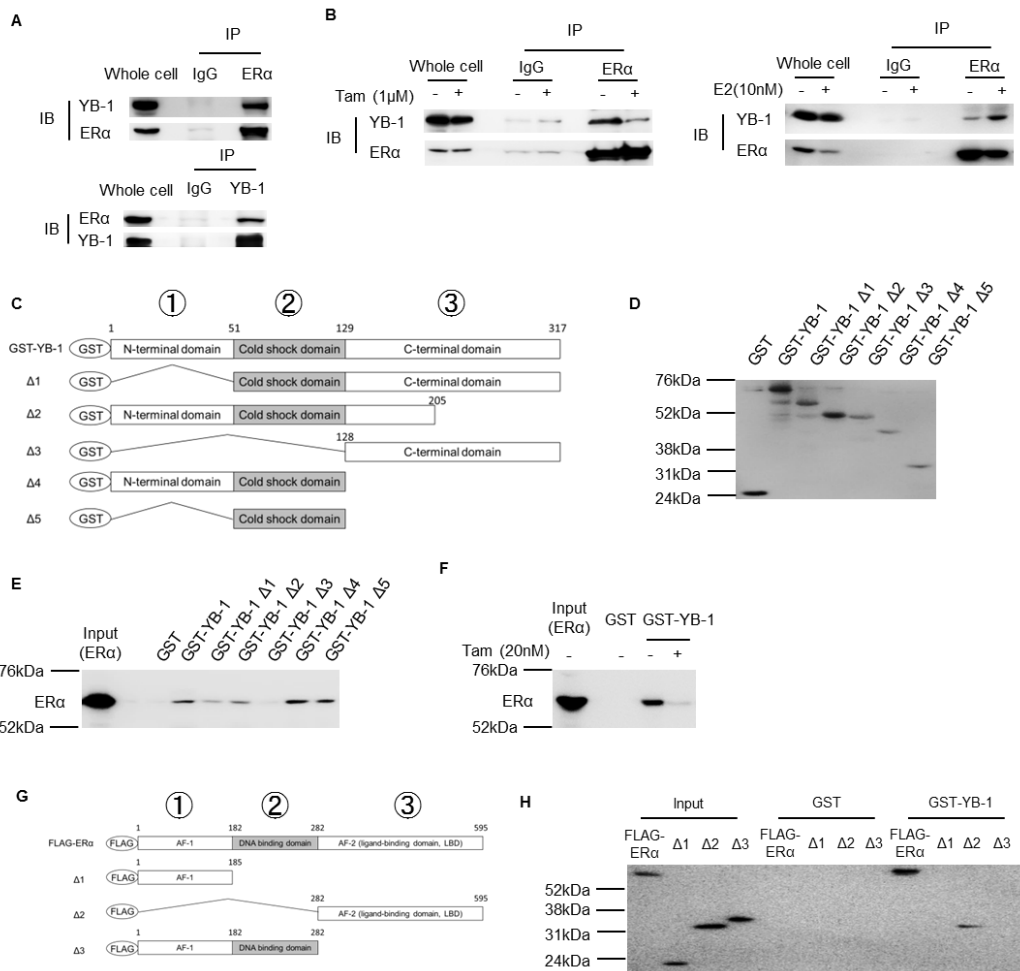 A
IP
Whole cell IgG ERα
IB
YB-1
ERα
IP
Whole cell IgG YB-1
IB
ERα
YB-1
B
IP
Whole cell IgG ERα
Tam (1μM) - + - + - +
IB
YB-1
ERα
IP
Whole cell IgG ERα
E2(10nM) - + - + - +
IB
YB-1
ERα
C
① ② ③
1 51 129 317
GST-YB-1 GST N-terminal domain Cold shock domain C-terminal domain
Δ1 GST Cold shock domain C-terminal domain
Δ2 GST N-terminal domain Cold shock domain 205
128
Δ3 GST C-terminal domain
Δ4 GST N-terminal domain Cold shock domain
Δ5 GST Cold shock domain
D
GST GST-YB-1 GST-YB-1 Δ1 GST-YB-1 Δ2 GST-YB-1 Δ3 GST-YB-1 Δ4 GST-YB-1 Δ5
76kDa
52kDa
38kDa
31kDa
24kDa
E
Input (ERα) GST GST-YB-1 GST-YB-1 Δ1 GST-YB-1 Δ2 GST-YB-1 Δ3 GST-YB-1 Δ4 GST-YB-1 Δ5
76kDa
ERα
52kDa
F
Input (ERα) GST GST-YB-1
Tam (20nM) - - - +
76kDa
ERα
52kDa
G
① ② ③
1 182 282 595
FLAG-ERα FLAG AF-1 DNA binding domain AF-2 (ligand-binding domain, LBD)
185
Δ1 FLAG AF-1
282 595
Δ2 FLAG AF-2 (ligand-binding domain, LBD)
1 182 282
Δ3 FLAG AF-1 DNA binding domain
H
Input GST GST-YB-1
FLAG-ERα Δ1 Δ2 Δ3 FLAG-ERα Δ1 Δ2 Δ3 FLAG-ERα Δ1 Δ2 Δ3
52kDa
38kDa
31kDa
24kDa